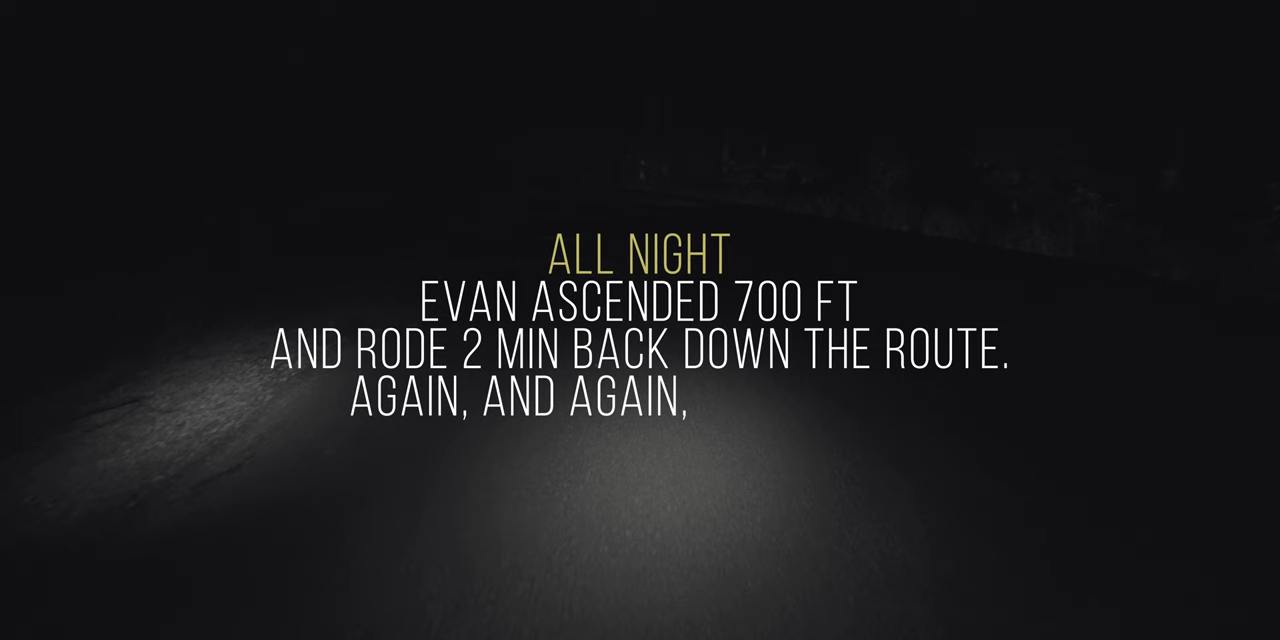 ALL NIGHT
EVAN ASCENDED 700 FT
AND RODE 2 MIN BACK DOWN THE ROUTE.
AGAIN, AND AGAIN,